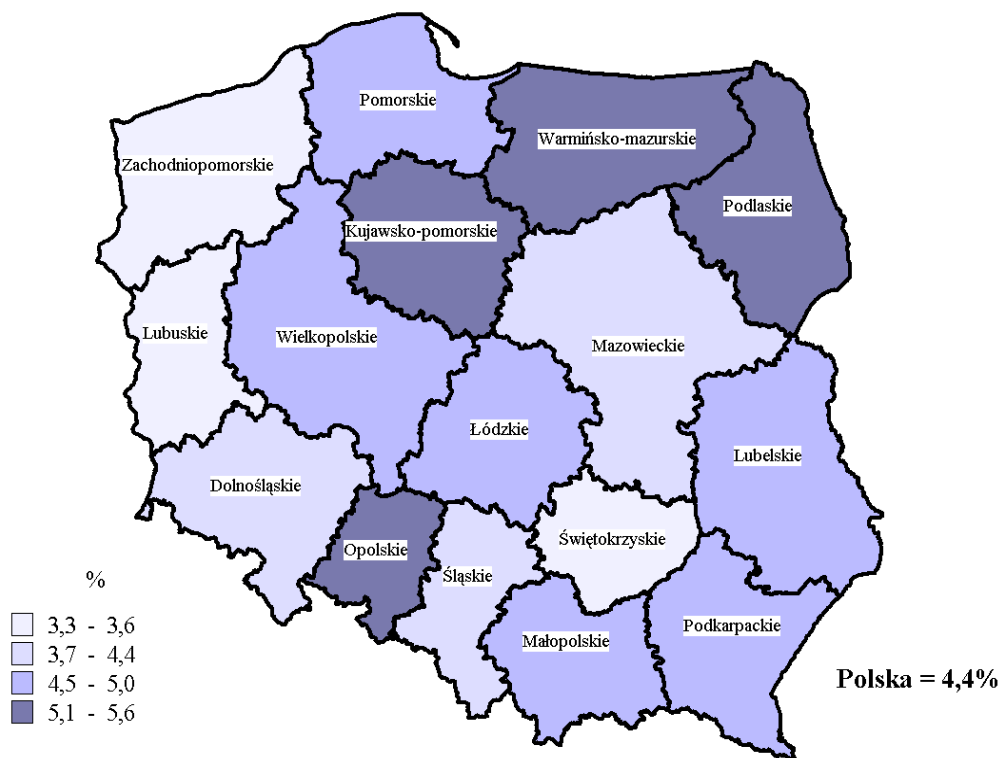 Pomorskie
Warmińsko-mazurskie
Zachodniopomorskie
Podlaskie
Kujawsko-pomorskie
Lubuskie
Wielkopolskie
Mazowieckie
Łódzkie
Lubelskie
Dolnośląskie
Świętokrzyskie
Opolskie
Śląskie
Podkarpackie
Małopolskie
%
3,3 - 3,6
3,7 - 4,4
4,5 - 5,0
5,1 - 5,6
Polska = 4,4%